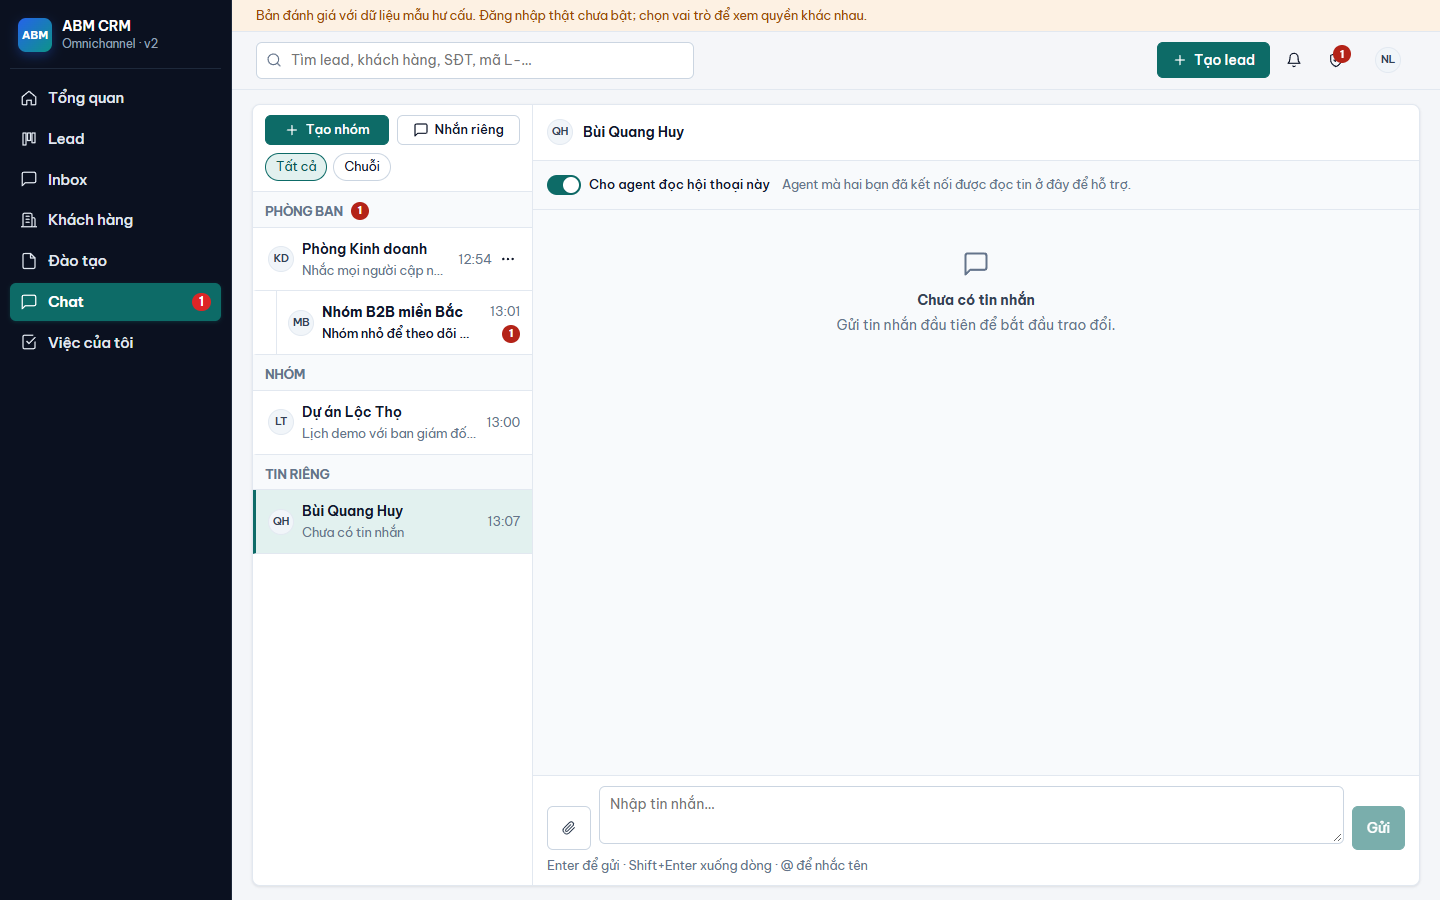 ABM
ABM CRM
Omnichannel · v2
Tổng quan
Lead
Inbox
Khách hàng
Đào tạo
Chat
1
Việc của tôi
Bản đánh giá với dữ liệu mẫu hư cấu. Đăng nhập thật chưa bật; chọn vai trò để xem quyền khác nhau.
Tìm lead, khách hàng, SĐT, mã L-...
Tạo lead
1
NL
Tạo nhóm
Nhắn riêng
Tất cả
Chuỗi
PHÒNG BAN
1
KD
Phòng Kinh doanh
12:54
Nhắc mọi người cập n...
MB
Nhóm B2B miền Bắc
13:01
Nhóm nhỏ để theo dõi ...
1
NHÓM
LT
Dự án Lộc Thọ
13:00
Lịch demo với ban giám đố...
TIN RIÊNG
QH
Bùi Quang Huy
13:07
Chưa có tin nhắn
QH
Bùi Quang Huy
Cho agent đọc hội thoại này
Agent mà hai bạn đã kết nối được đọc tin ở đây để hỗ trợ.
Chưa có tin nhắn
Gửi tin nhắn đầu tiên để bắt đầu trao đổi.
Nhập tin nhắn...
Gửi
Enter để gửi · Shift+Enter xuống dòng · @ để nhắc tên